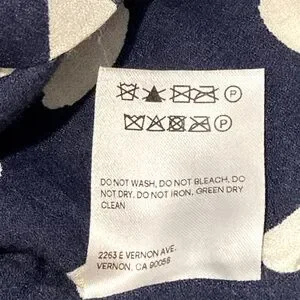 P
P
DO NOT WASH, DO NOT BLEACH, DO
NOT DRY, DO NOT IRON, GREEN DRY
CLEAN
2263 E VERNON AVE.
VERNON, CA 90058